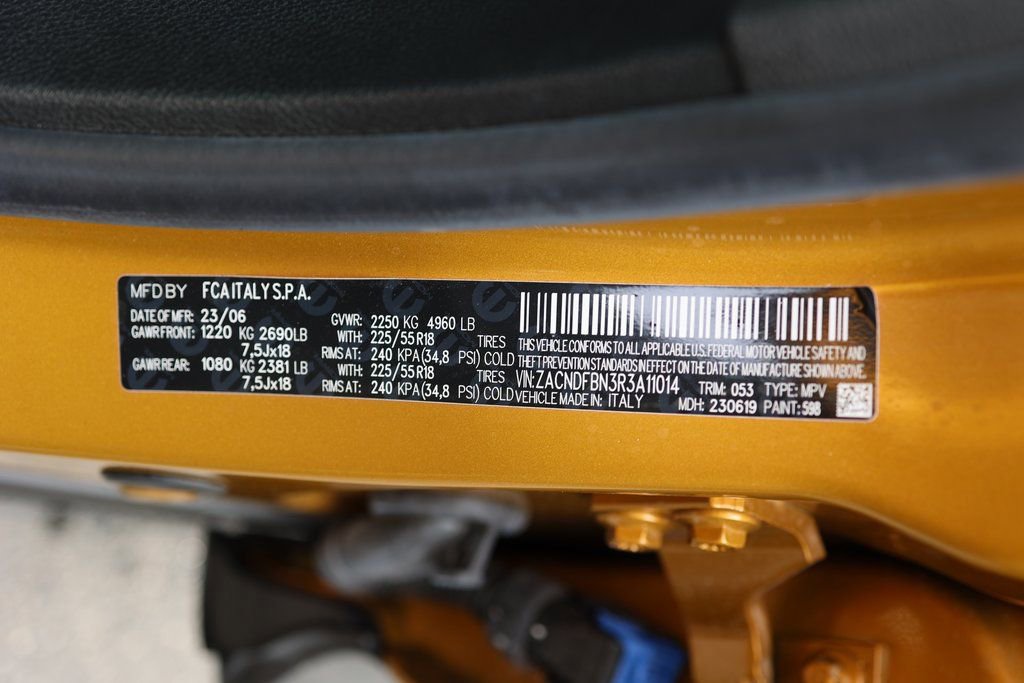 MFD BY FCA ITALY S.P.A.
DATE OF MFR: 23/06 GVWR: 2250 KG 4960 LB
GAWR FRONT: 1220 KG 2690LB WITH: 225/55R18 TIRES
7,5Jx18 RIMS AT: 240 KPA(34,8 PSI) COLD
GAWR REAR: 1080 KG 2381 LB WITH: 225/55 R18 TIRES
7,5Jx18 RIMS AT: 240 KPA(34,8 PSI) COLD
THIS VEHICLE CONFORMS TO ALL APPLICABLE U.S. FEDERAL MOTOR VEHICLE SAFETY AND
THEFT PREVENTION STANDARDS IN EFFECT ON THE DATE OF MANUFACTURE SHOWN ABOVE.
VIN: ZACNDFBN3R3A11014 TRIM: 053 TYPE: MPV
VEHICLE MADE IN: ITALY MDH: 230619 PAINT: 598